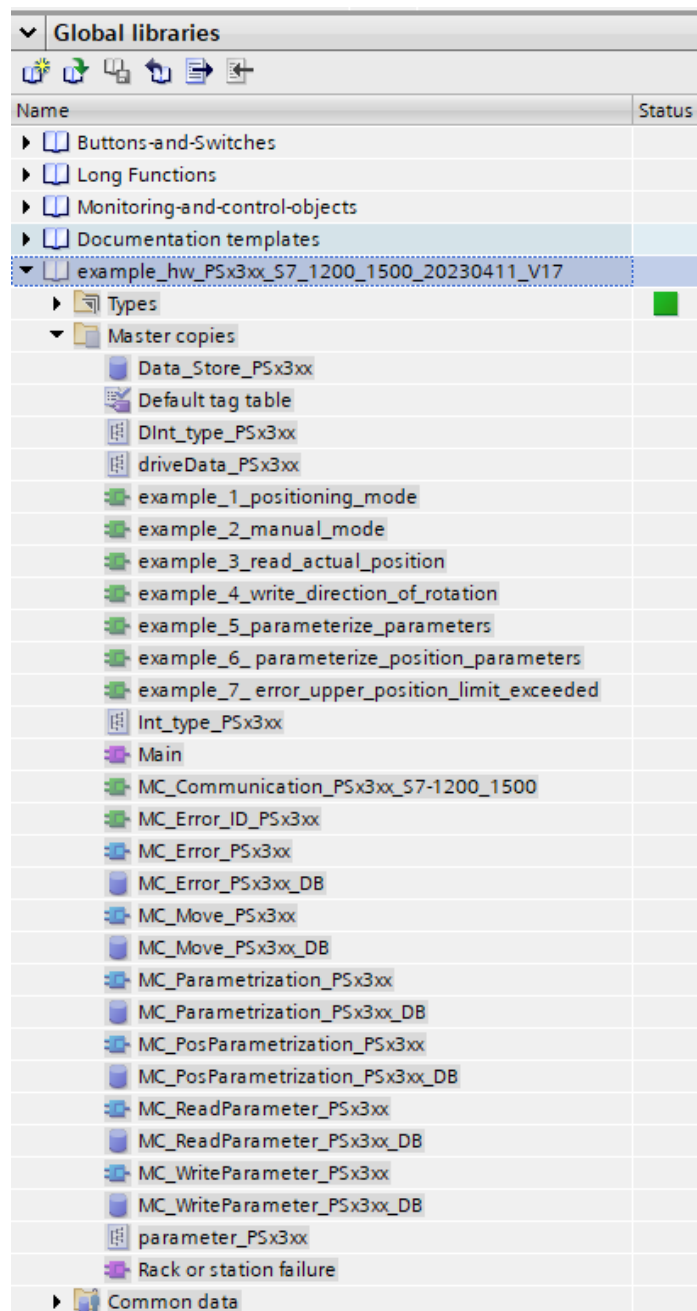 Global libraries
Name Status
Buttons-and-Switches
Long Functions
Monitoring-and-control-objects
Documentation templates
example_hw_PSx3xx_S7_1200_1500_20230411_V17
Types
Master copies
Data_Store_PSx3xx
Default tag table
DInt_type_PSx3xx
driveData_PSx3xx
example_1_positioning_mode
example_2_manual_mode
example_3_read_actual_position
example_4_write_direction_of_rotation
example_5_parameterize_parameters
example_6_ parameterize_position_parameters
example_7_ error_upper_position_limit_exceeded
Int_type_PSx3xx
Main
MC_Communication_PSx3xx_S7-1200_1500
MC_Error_ID_PSx3xx
MC_Error_PSx3xx
MC_Error_PSx3xx_DB
MC_Move_PSx3xx
MC_Move_PSx3xx_DB
MC_Parametrization_PSx3xx
MC_Parametrization_PSx3xx_DB
MC_PosParametrization_PSx3xx
MC_PosParametrization_PSx3xx_DB
MC_ReadParameter_PSx3xx
MC_ReadParameter_PSx3xx_DB
MC_WriteParameter_PSx3xx
MC_WriteParameter_PSx3xx_DB
parameter_PSx3xx
Rack or station failure
Common data